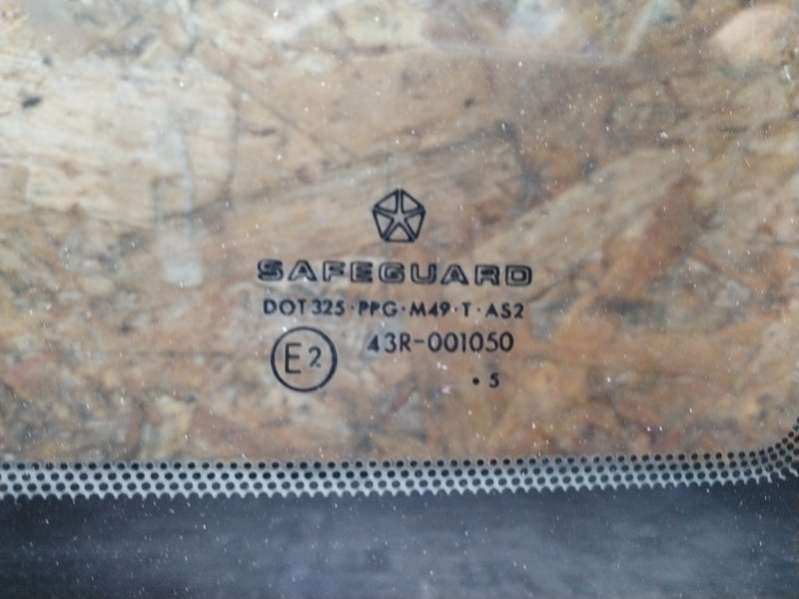 SAFEGUARD
DOT 325·PPG·M49·T·AS2
E2
43R-001050
·5